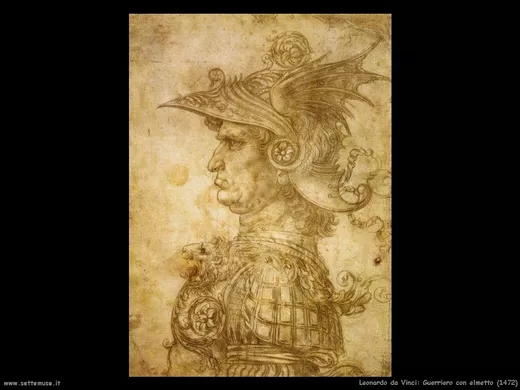 www.settemuse.it
Leonardo da Vinci: Guerriero con elmetto (1472)